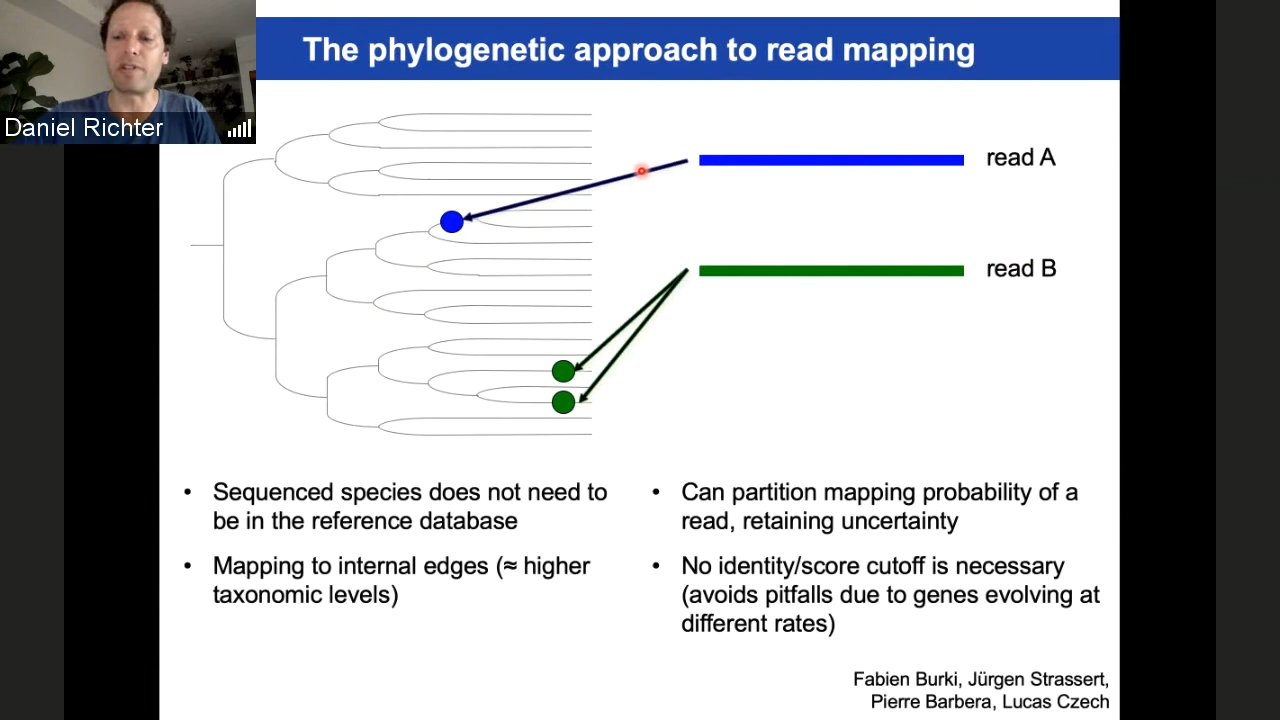 The phylogenetic approach to read mapping
Daniel Richter
read A
read B
• Sequenced species does not need to
be in the reference database
• Mapping to internal edges (≈ higher
taxonomic levels)
• Can partition mapping probability of a
read, retaining uncertainty
• No identity/score cutoff is necessary
(avoids pitfalls due to genes evolving at
different rates)
Fabien Burki, Jürgen Strassert,
Pierre Barbera, Lucas Czech